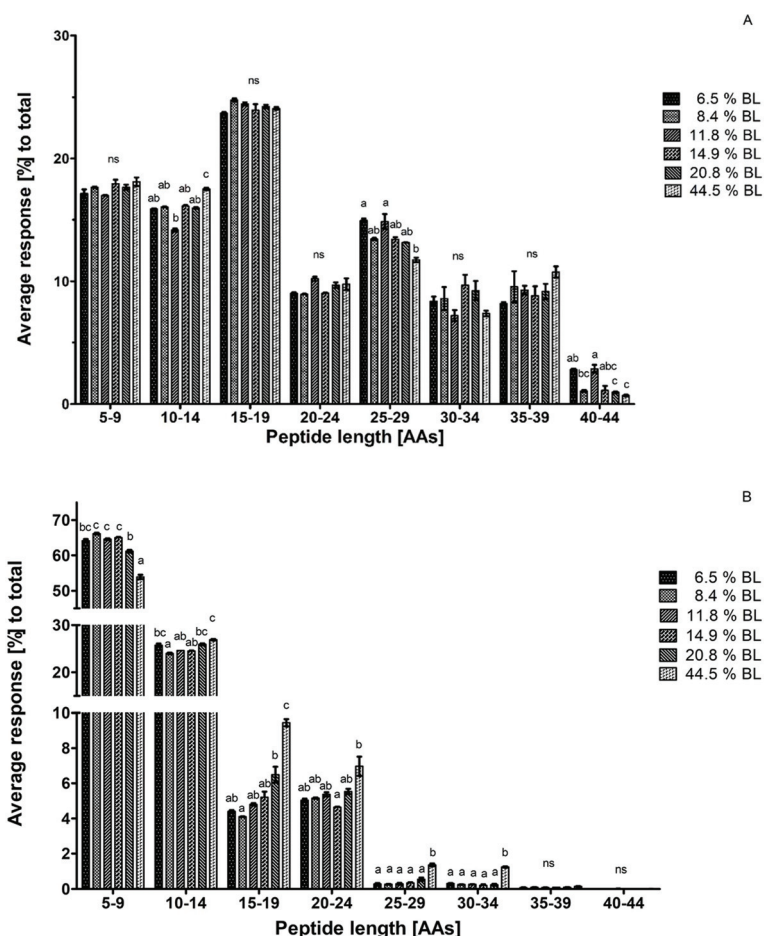 A
30
20
10
0
Average response [%] to total
ns
ab ab b ab ab c
ns
ns
a ab a ab ab b
ns
ns
ab bc a abc c c
5-9 10-14 15-19 20-24 25-29 30-34 35-39 40-44
Peptide length [AAs]
6.5 % BL
8.4 % BL
11.8 % BL
14.9 % BL
20.8 % BL
44.5 % BL
B
70
60
50
30
20
10
8
6
4
2
0
Average response [%] to total
bc c c c b a
bc a ab ab bc c
ab a ab ab b c
ab ab ab a ab b
a a a a a b
a a a a a b
ns
ns
5-9 10-14 15-19 20-24 25-29 30-34 35-39 40-44
Peptide length [AAs]
6.5 % BL
8.4 % BL
11.8 % BL
14.9 % BL
20.8 % BL
44.5 % BL